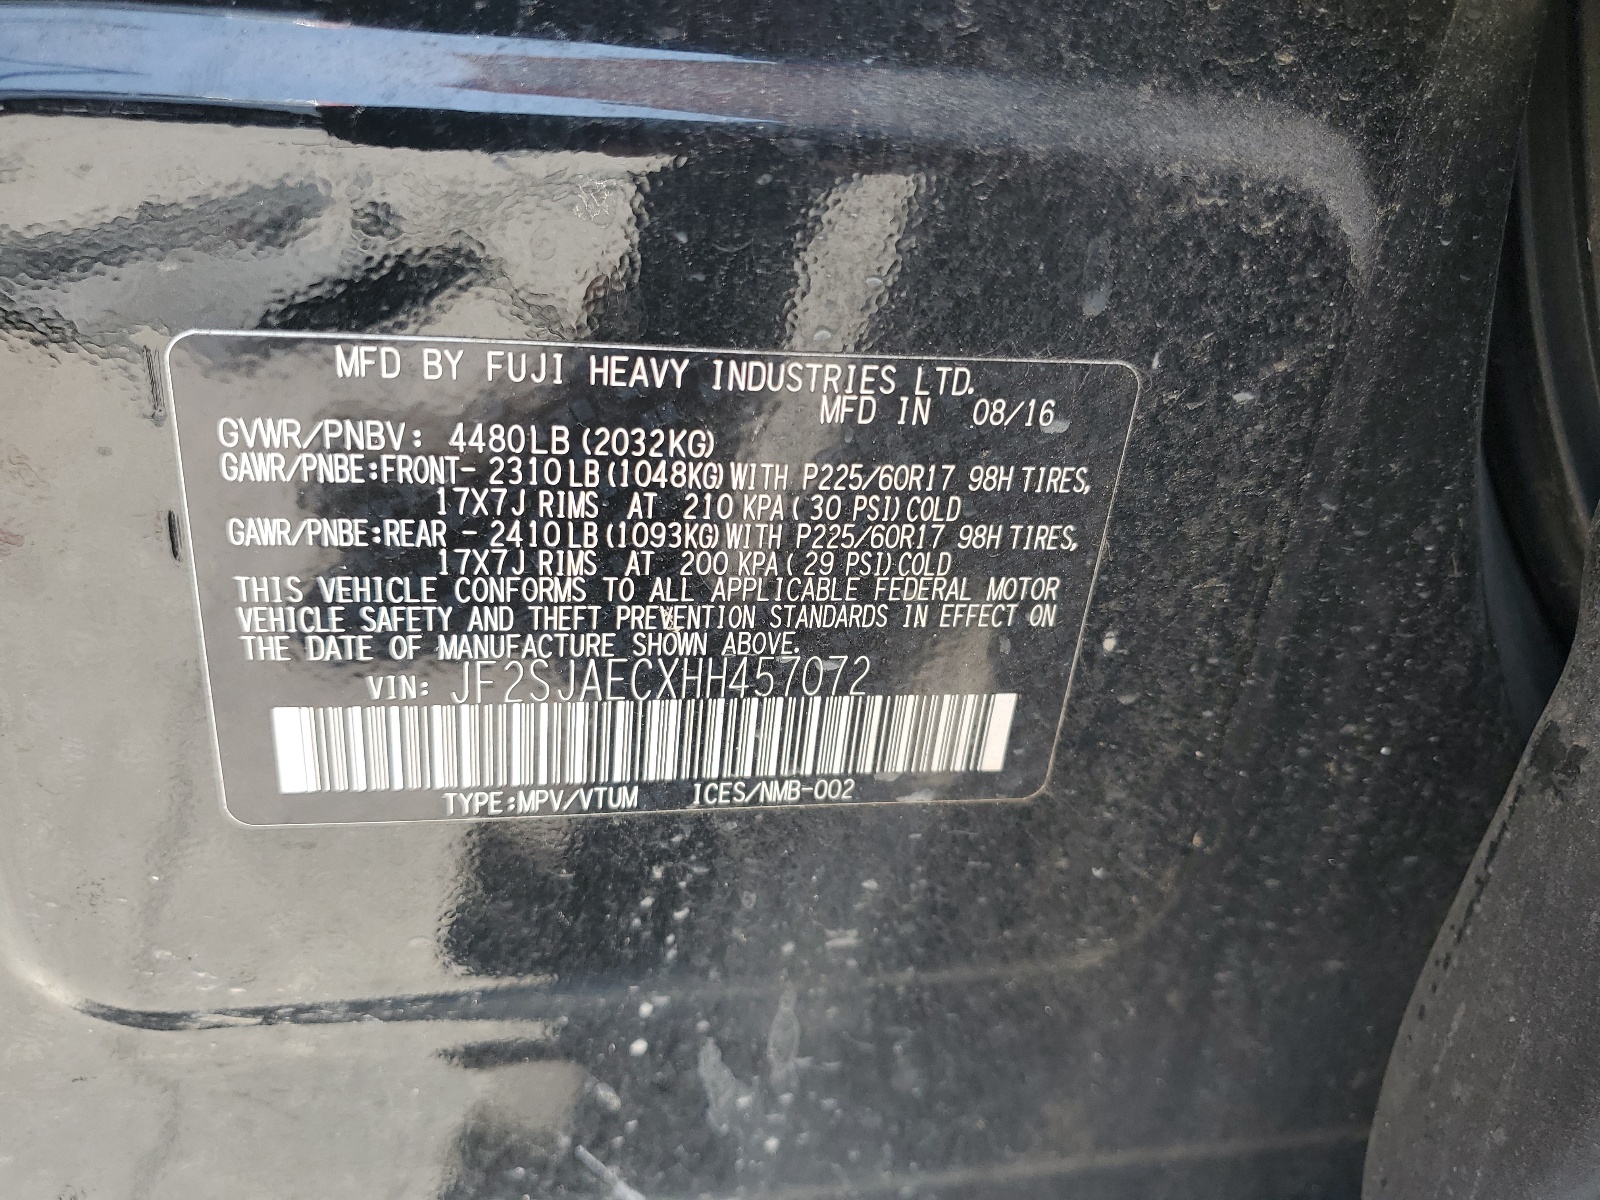 MFD BY FUJI HEAVY INDUSTRIES LTD.
MFD IN 08/16
GVWR/PNBV: 4480LB (2032KG)
GAWR/PNBE:FRONT- 2310 LB (1048KG) WITH P225/60R17 98H TIRES,
17X7J RIMS AT 210 KPA ( 30 PSI) COLD
GAWR/PNBE:REAR - 2410 LB (1093KG) WITH P225/60R17 98H TIRES,
17X7J RIMS AT 200 KPA ( 29 PSI) COLD
THIS VEHICLE CONFORMS TO ALL APPLICABLE FEDERAL MOTOR
VEHICLE SAFETY AND THEFT PREVENTION STANDARDS IN EFFECT ON
THE DATE OF MANUFACTURE SHOWN ABOVE.
VIN: JF2SJAECXHH457072
TYPE:MPV/VTUM ICES/NMB-002